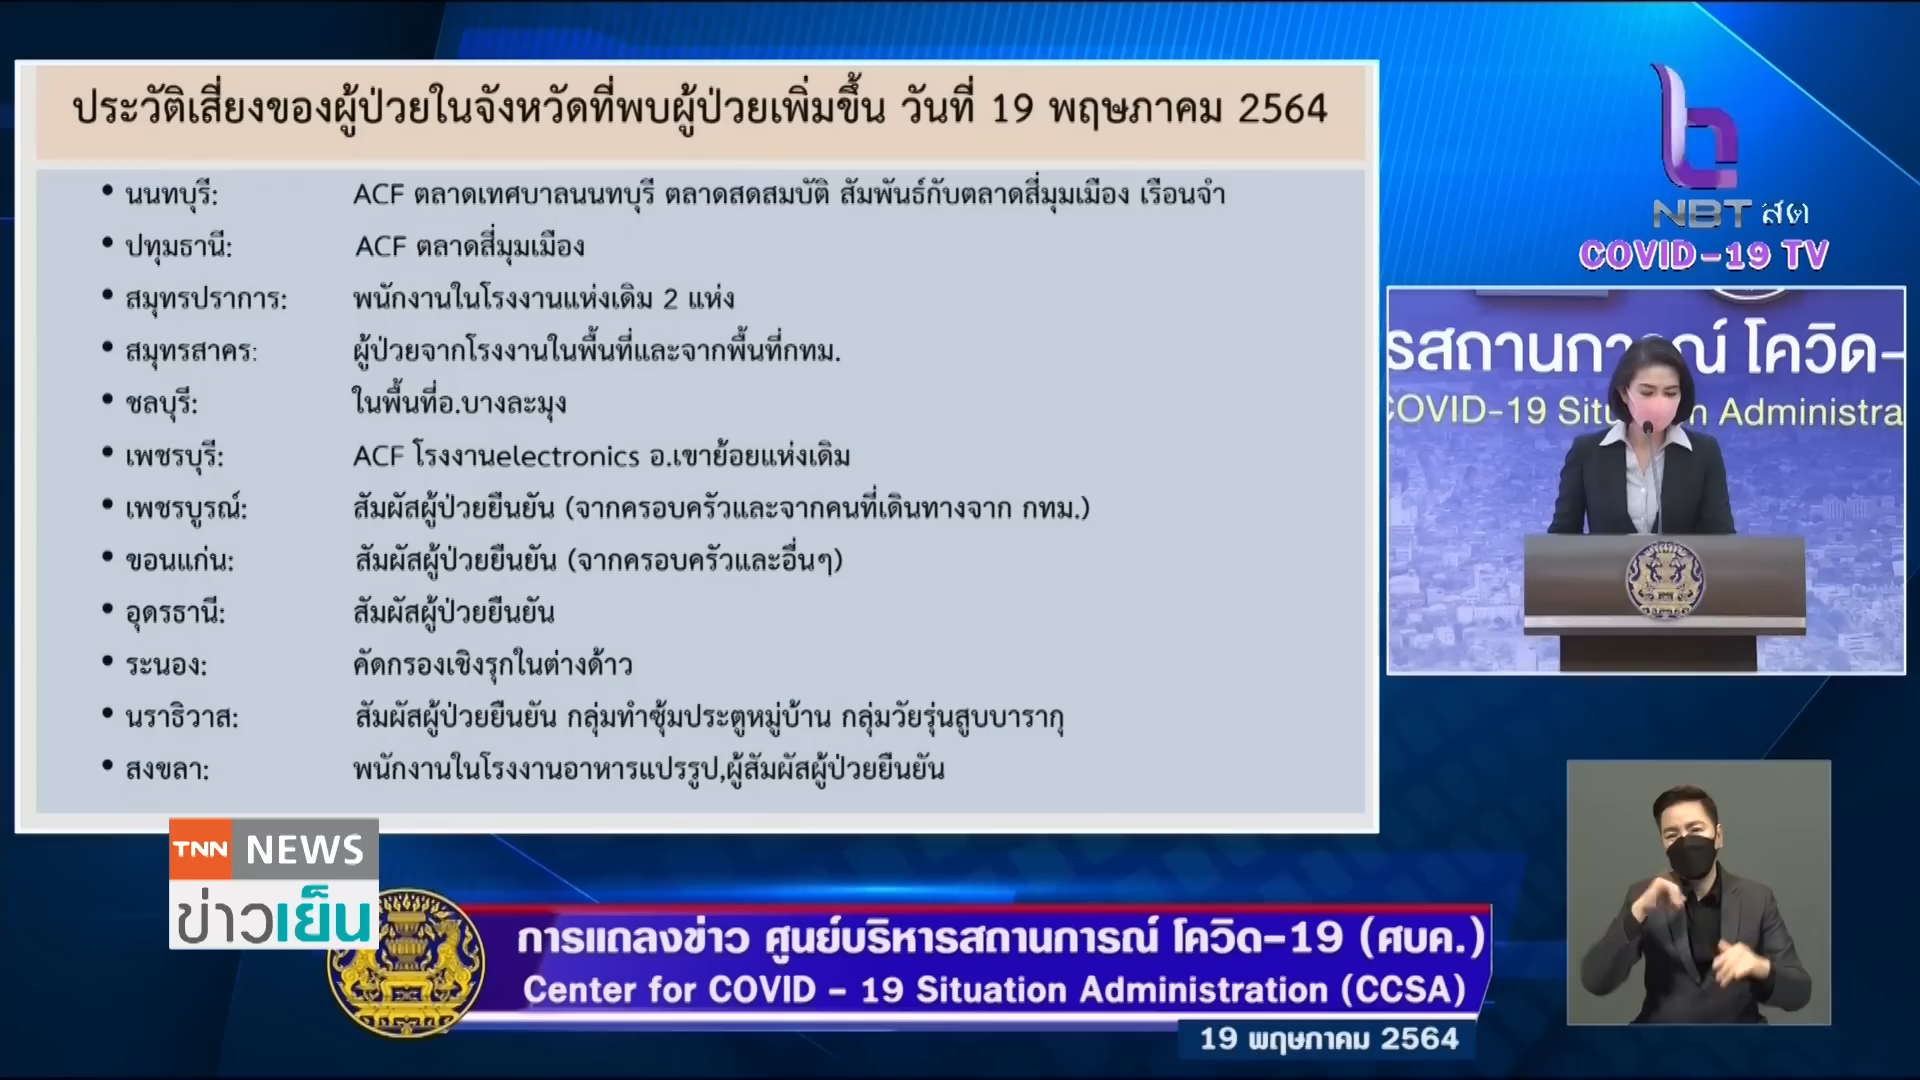 ประวัติเสี่ยงของผู้ป่วยในจังหวัดที่พบผู้ป่วยเพิ่มขึ้น วันที่ 19 พฤษภาคม 2564
• นนทบุรี: ACF ตลาดเทศบาลนนทบุรี ตลาดสดสมบัติ สัมพันธ์กับตลาดสี่มุมเมือง เรือนจำ
• ปทุมธานี: ACF ตลาดสี่มุมเมือง
• สมุทรปราการ: พนักงานในโรงงานแห่งเดิม 2 แห่ง
• สมุทรสาคร: ผู้ป่วยจากโรงงานในพื้นที่และจากพื้นที่กทม.
• ชลบุรี: ในพื้นที่อ.บางละมุง
• เพชรบุรี: ACF โรงงานelectronics อ.เขาย้อยแห่งเดิม
• เพชรบูรณ์: สัมผัสผู้ป่วยยืนยัน (จากครอบครัวและจากคนที่เดินทางจาก กทม.)
• ขอนแก่น: สัมผัสผู้ป่วยยืนยัน (จากครอบครัวและอื่นๆ)
• อุดรธานี: สัมผัสผู้ป่วยยืนยัน
• ระนอง: คัดกรองเชิงรุกในต่างด้าว
• นราธิวาส: สัมผัสผู้ป่วยยืนยัน กลุ่มทำซุ้มประตูหมู่บ้าน กลุ่มวัยรุ่นสูบบารากุ
• สงขลา: พนักงานในโรงงานอาหารแปรรูป,ผู้สัมผัสผู้ป่วยยืนยัน
NBT สด
COVID-19 TV
รสถานการณ์ โควิด-
COVID-19 Situation Administra
TNN NEWS
ข่าวเย็น
การแถลงข่าว ศูนย์บริหารสถานการณ์ โควิด-19 (ศบค.)
Center for COVID - 19 Situation Administration (CCSA)
19 พฤษภาคม 2564